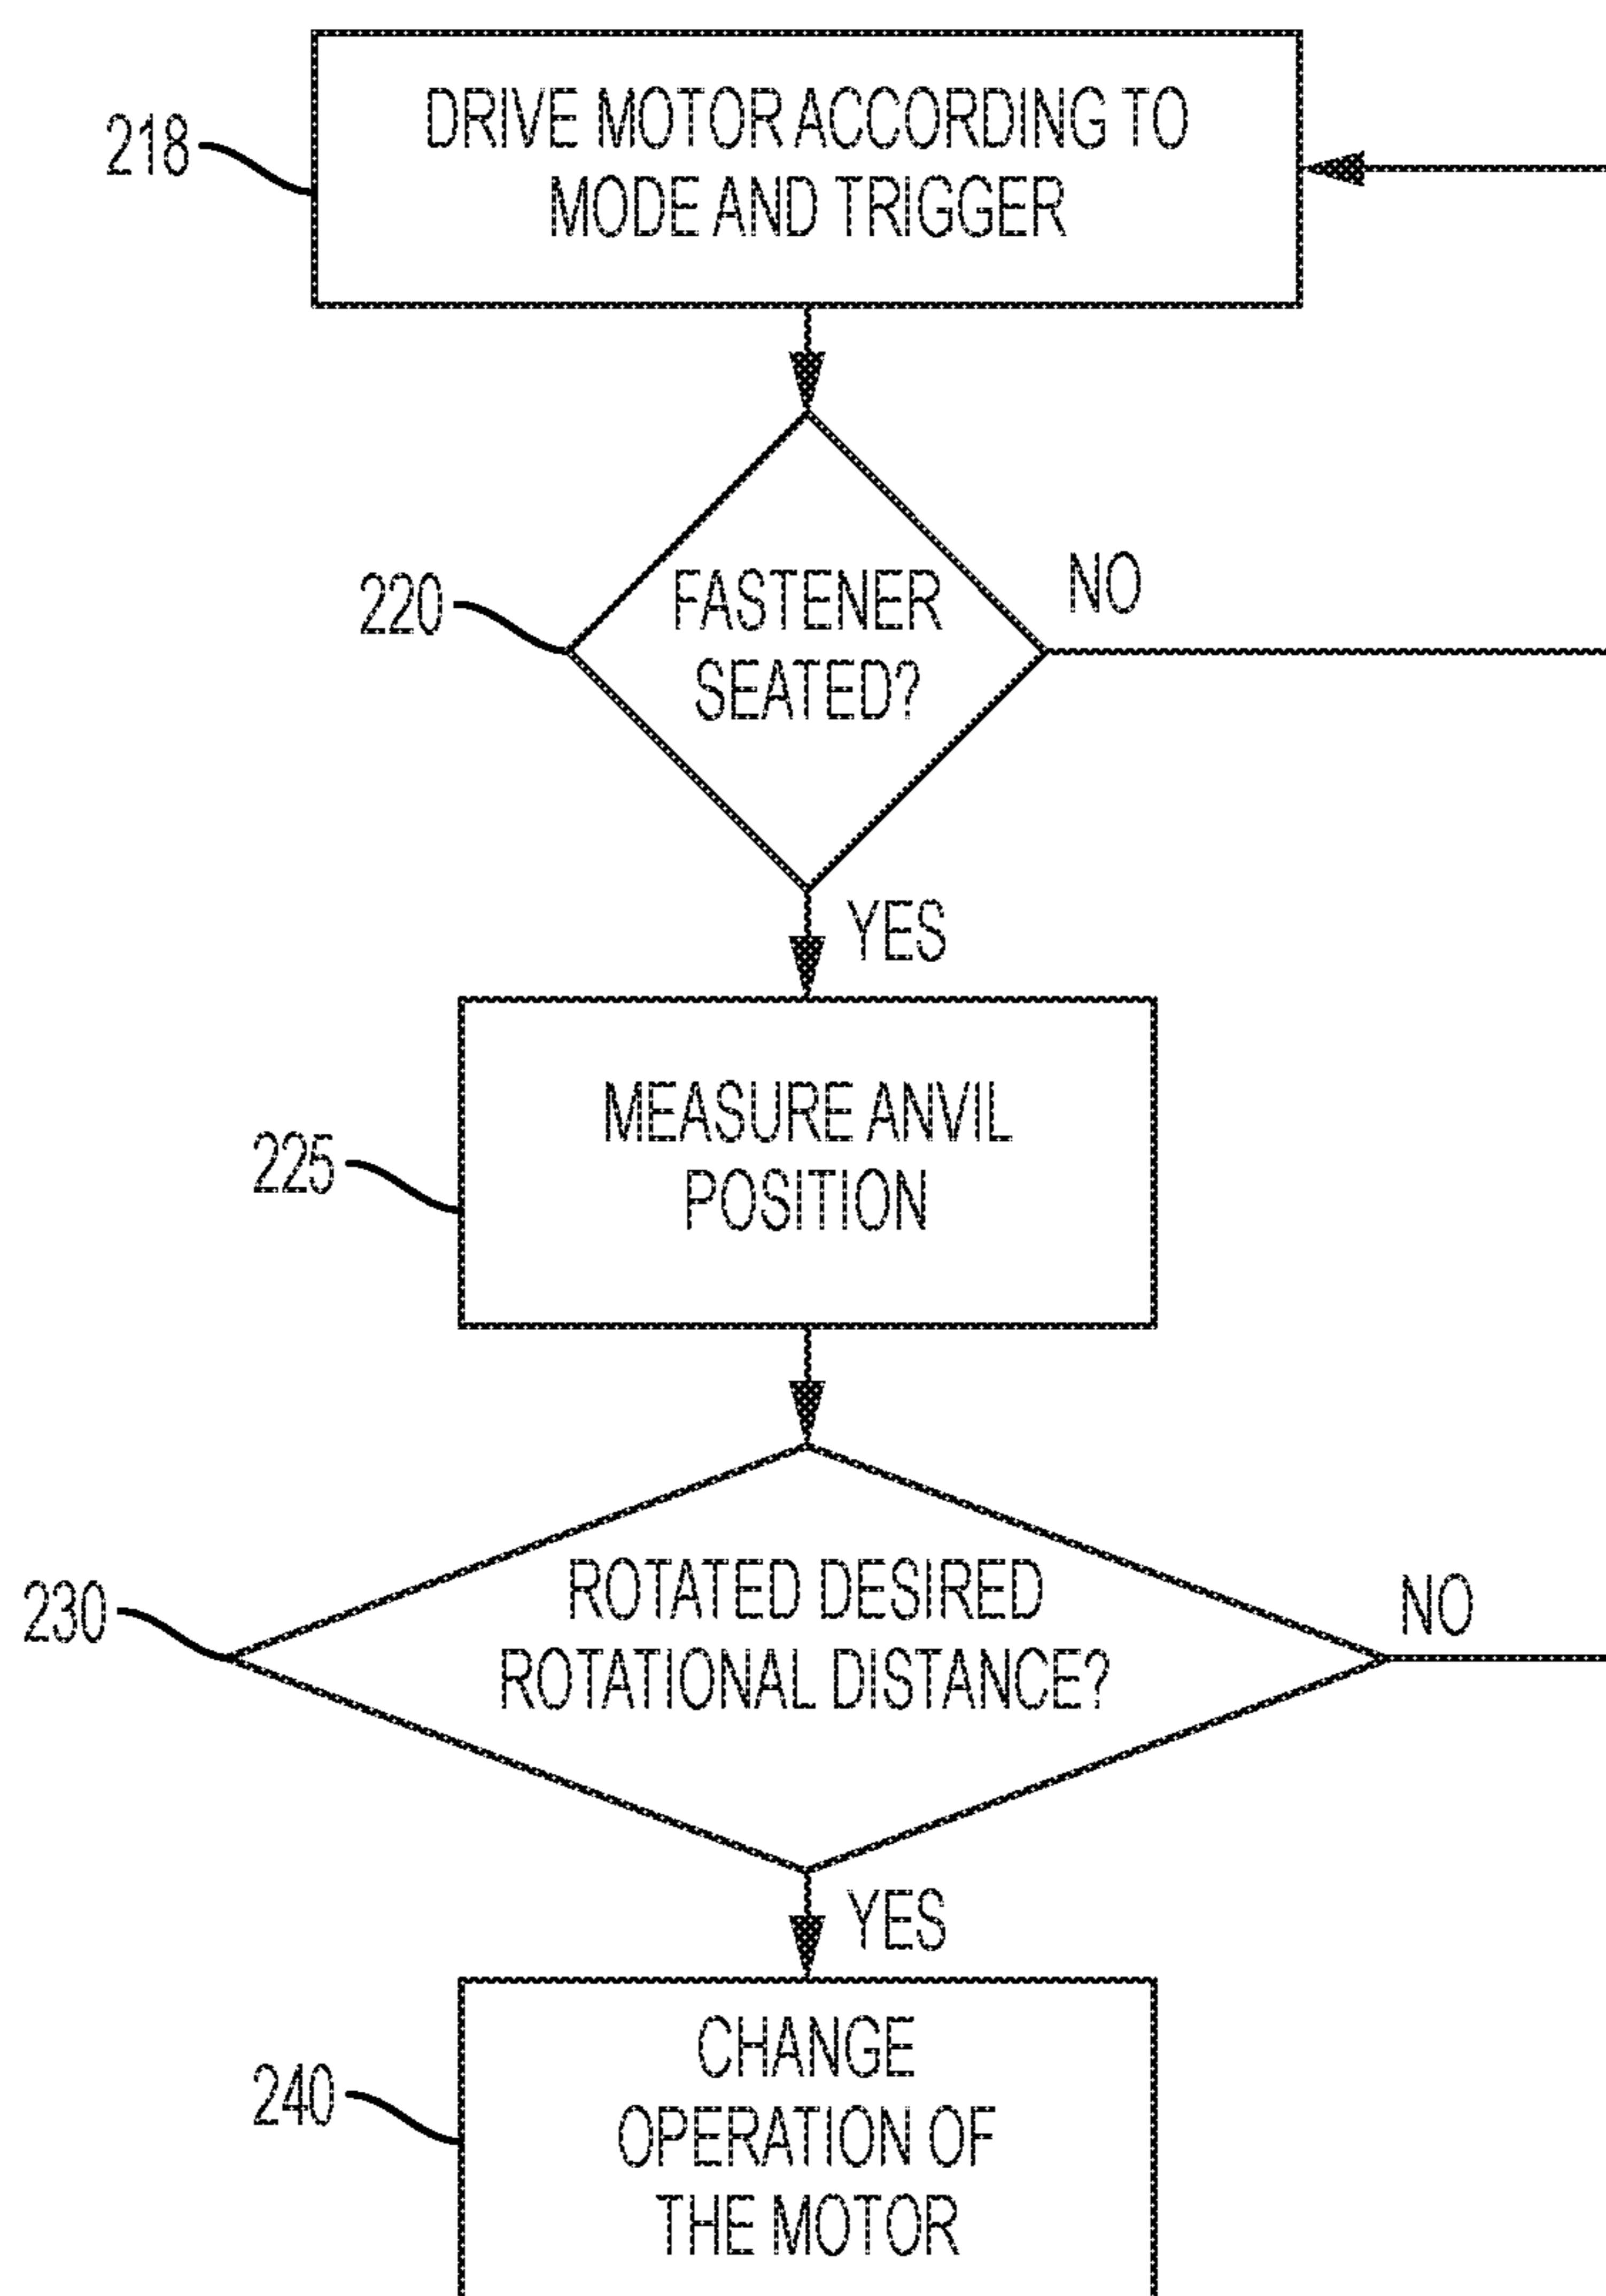 218
DRIVE MOTOR ACCORDING TO
MODE AND TRIGGER
220
FASTENER
SEATED?
NO
YES
225
MEASURE ANVIL
POSITION
230
ROTATED DESIRED
ROTATIONAL DISTANCE?
NO
YES
240
CHANGE
OPERATION OF
THE MOTOR